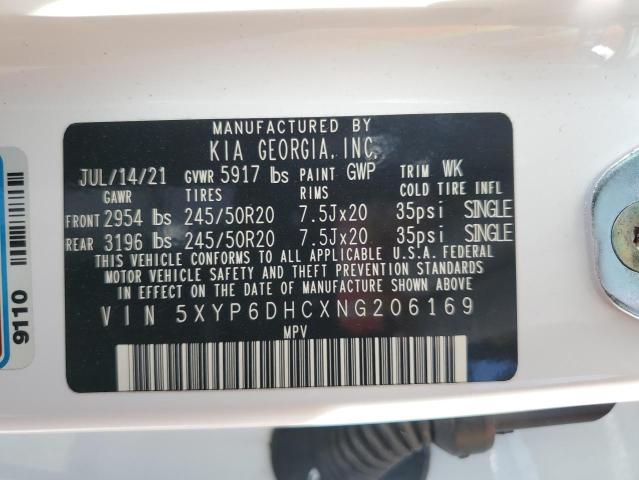 MANUFACTURED BY
KIA GEORGIA, INC.
JUL/14/21 GVWR 5917 lbs PAINT GWP TRIM WK
GAWR TIRES RIMS COLD TIRE INFL
FRONT 2954 lbs 245/50R20 7.5Jx20 35psi SINGLE
REAR 3196 lbs 245/50R20 7.5Jx20 35psi SINGLE
THIS VEHICLE CONFORMS TO ALL APPLICABLE U.S.A. FEDERAL
MOTOR VEHICLE SAFETY AND THEFT PREVENTION STANDARDS
IN EFFECT ON THE DATE OF MANUFACTURE SHOWN ABOVE
VIN 5XYP6DHCXNG206169
MPV
9110